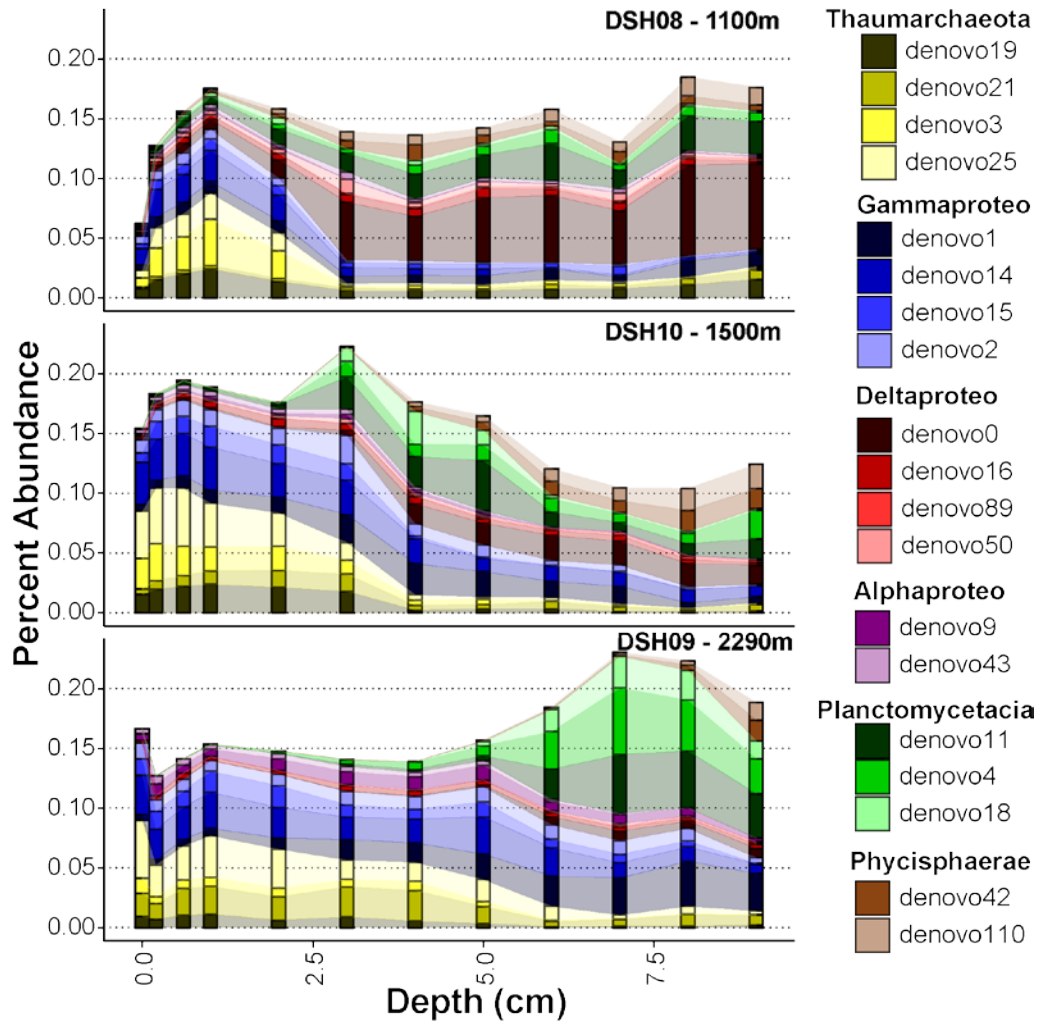 DSH08 - 1100m
0.20
0.15
0.10
0.05
0.00
DSH10 - 1500m
0.20
0.15
0.10
0.05
0.00
DSH09 - 2290m
0.20
0.15
0.10
0.05
0.00
Percent Abundance
0.0
2.5
5.0
7.5
Depth (cm)
Thaumarchaeota
denovo19
denovo21
denovo3
denovo25
Gammaproteo
denovo1
denovo14
denovo15
denovo2
Deltaproteo
denovo0
denovo16
denovo89
denovo50
Alphaproteo
denovo9
denovo43
Planctomycetacia
denovo11
denovo4
denovo18
Phycisphaerae
denovo42
denovo110